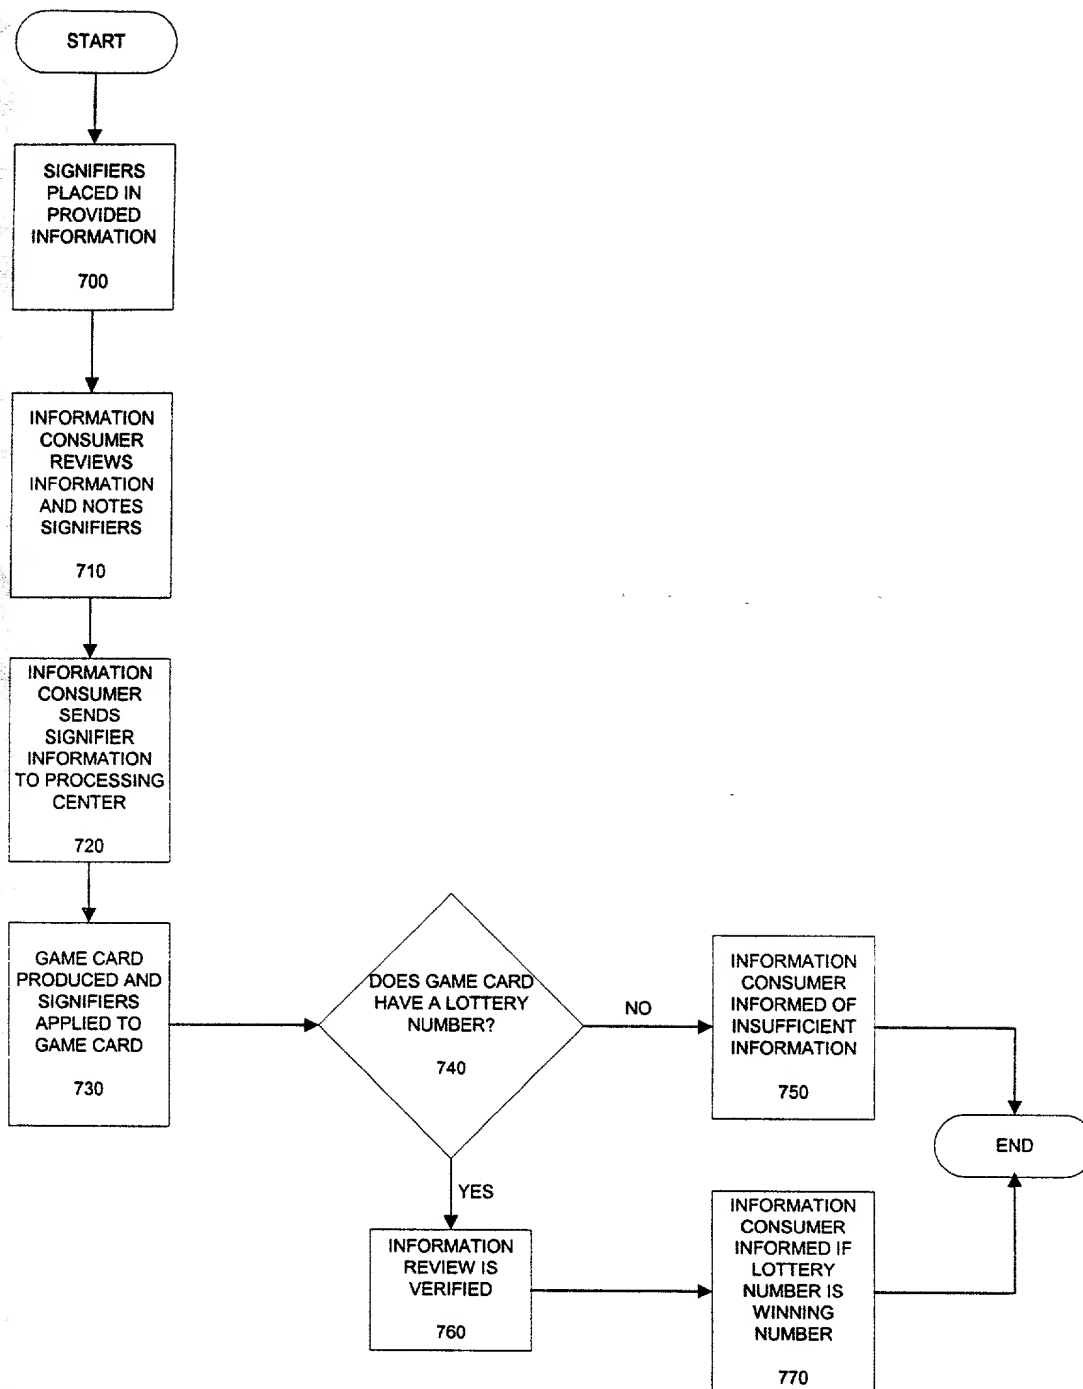 START
SIGNIFIERS
PLACED IN
PROVIDED
INFORMATION
700
INFORMATION
CONSUMER
REVIEWS
INFORMATION
AND NOTES
SIGNIFIERS
710
INFORMATION
CONSUMER
SENDS
SIGNIFIER
INFORMATION
TO PROCESSING
CENTER
720
GAME CARD
PRODUCED AND
SIGNIFIERS
APPLIED TO
GAME CARD
730
DOES GAME CARD
HAVE A LOTTERY
NUMBER?
740
NO
INFORMATION
CONSUMER
INFORMED OF
INSUFFICIENT
INFORMATION
750
END
YES
INFORMATION
REVIEW IS
VERIFIED
760
INFORMATION
CONSUMER
INFORMED IF
LOTTERY
NUMBER IS
WINNING
NUMBER
770